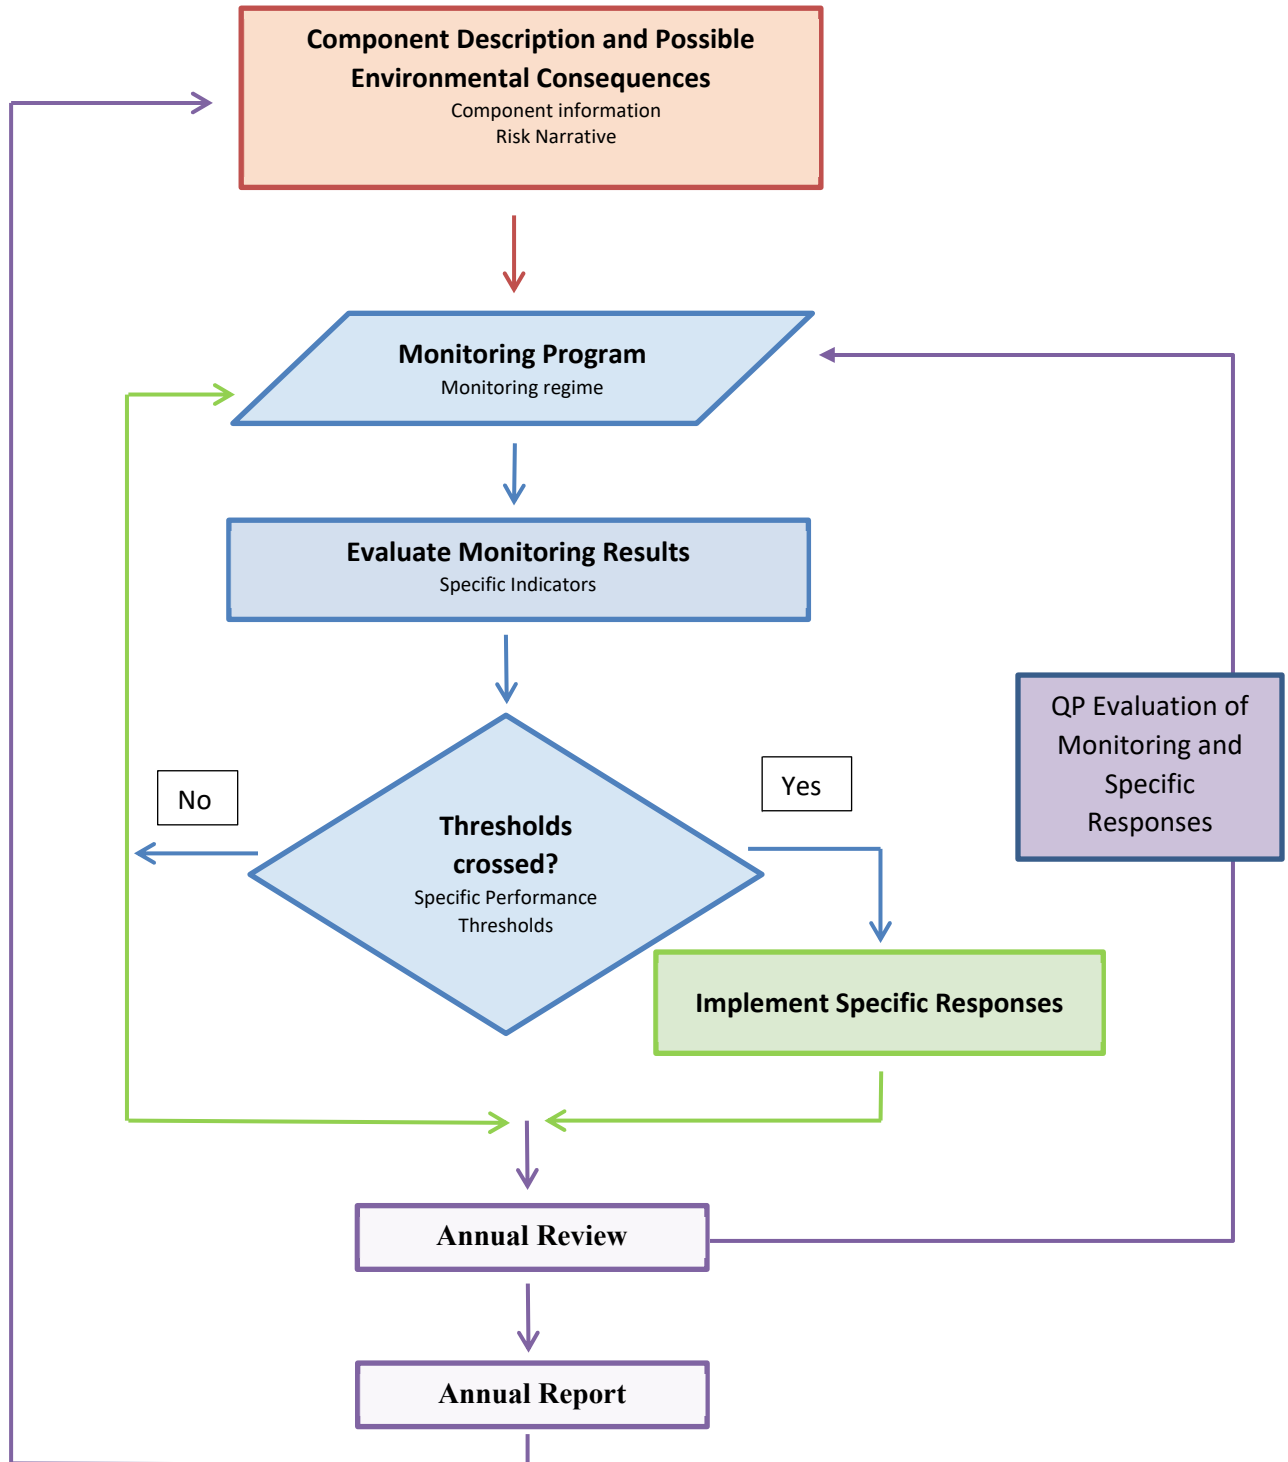 Component Description and Possible
Environmental Consequences
Component information
Risk Narrative
Monitoring Program
Monitoring regime
Evaluate Monitoring Results
Specific Indicators
No
Yes
Thresholds
crossed?
Specific Performance
Thresholds
QP Evaluation of
Monitoring and
Specific
Responses
Implement Specific Responses
Annual Review
Annual Report